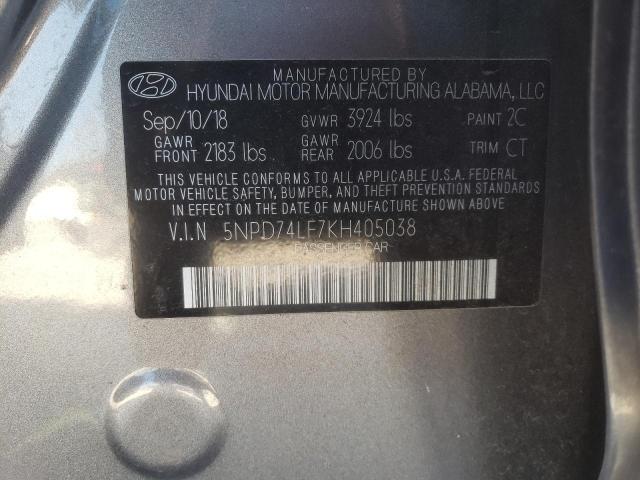 MANUFACTURED BY
HYUNDAI MOTOR MANUFACTURING ALABAMA, LLC
Sep/10/18 GVWR 3924 lbs PAINT 2C
GAWR FRONT 2183 lbs GAWR REAR 2006 lbs TRIM CT
THIS VEHICLE CONFORMS TO ALL APPLICABLE U.S.A. FEDERAL
MOTOR VEHICLE SAFETY, BUMPER, AND THEFT PREVENTION STANDARDS
IN EFFECT ON THE DATE OF MANUFACTURE SHOWN ABOVE
V.I.N 5NPD74LF7KH405038
PASSENGER CAR